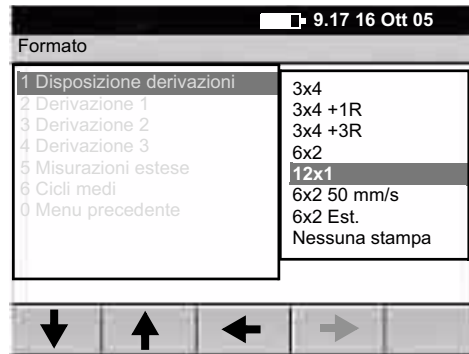 9.17 16 Ott 05
Formato
1 Disposizione derivazioni
2 Derivazione 1
3 Derivazione 2
4 Derivazione 3
5 Misurazioni estese
6 Cicli medi
0 Menu precedente
3x4
3x4 +1R
3x4 +3R
6x2
12x1
6x2 50 mm/s
6x2 Est.
Nessuna stampa